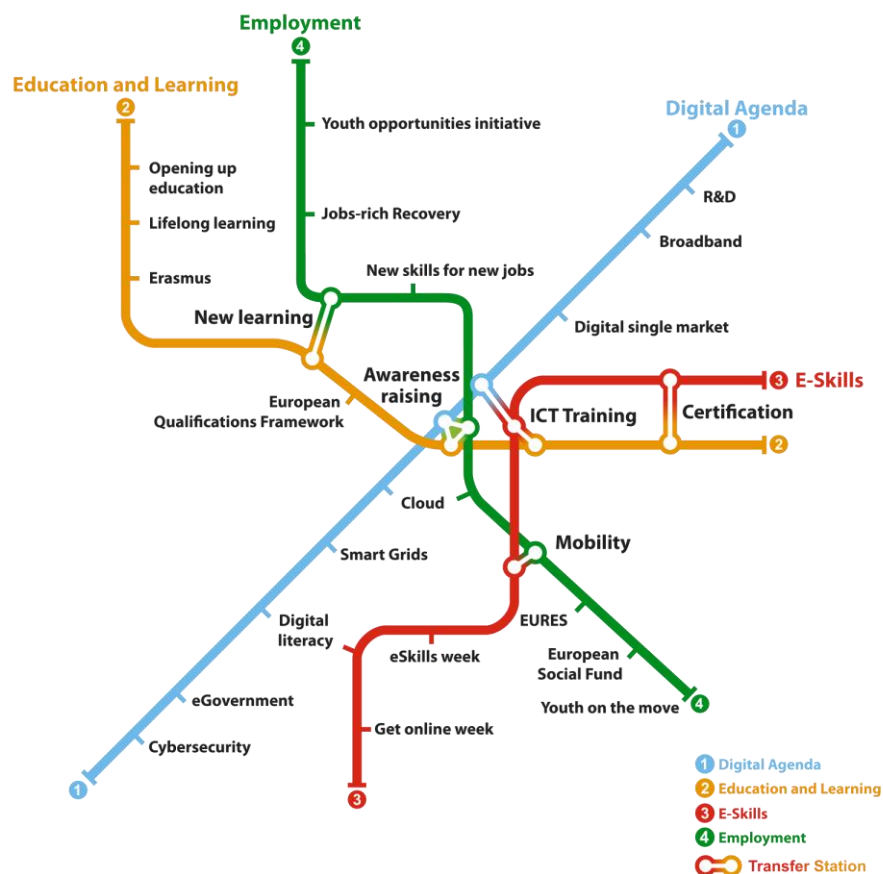 Employment
4
Education and Learning
2
Digital Agenda
1
Youth opportunities initiative
Opening up
education
R&D
Lifelong learning
Jobs-rich Recovery
Broadband
New skills for new jobs
Erasmus
New learning
Digital single market
Awareness
raising
3 E-Skills
European
Qualifications Framework
ICT Training
Certification
2
Cloud
Mobility
Smart Grids
Digital
literacy
EURES
eSkills week
European
Social Fund
eGovernment
Youth on the move
4
Get online week
Cybersecurity
1
3
1 Digital Agenda
2 Education and Learning
3 E-Skills
4 Employment
Transfer Station